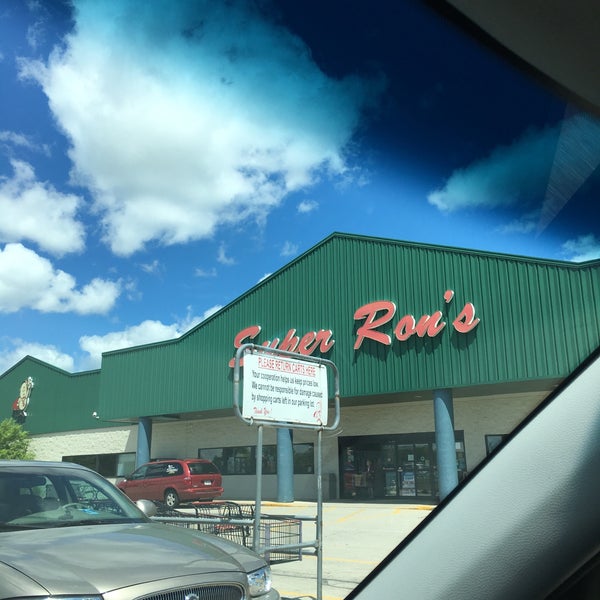 Super Ron's
PLEASE RETURN CARTS HERE
Your cooperation helps us keep prices low.
We cannot be responsible for damage caused
by shopping carts left in our parking lot.
Thank You!